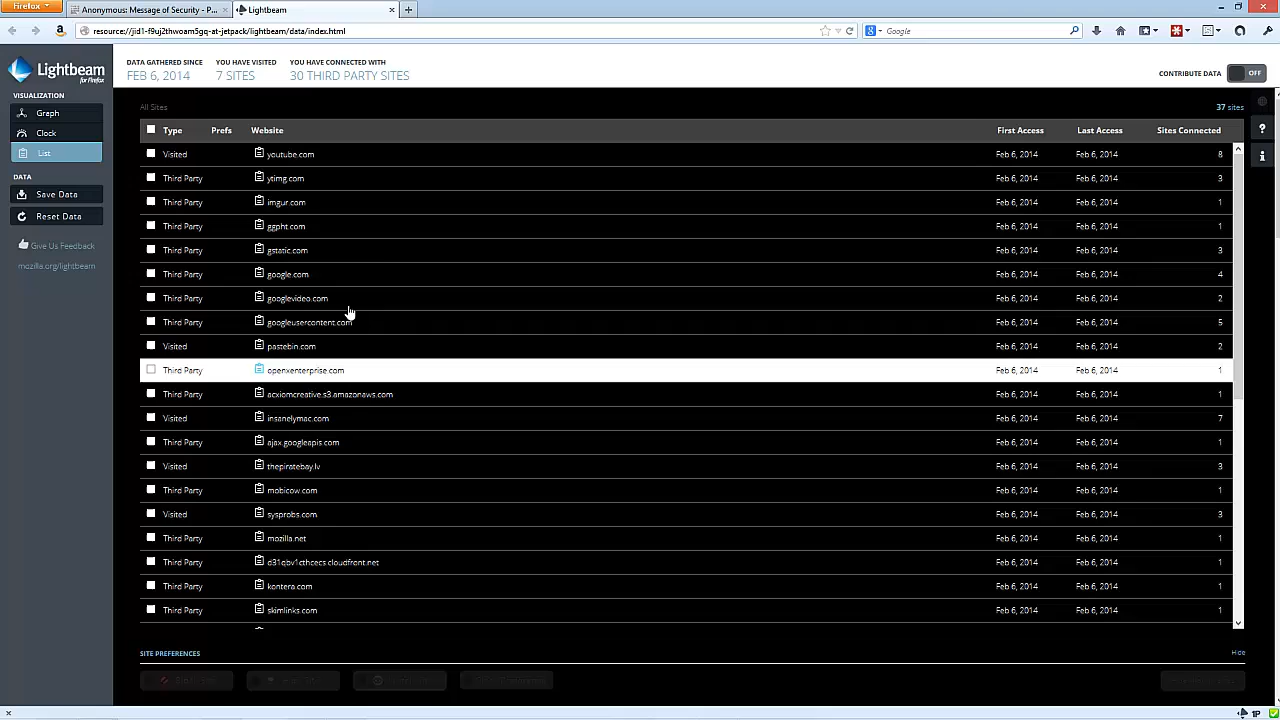 Firefox
Anonymous: Message of Security - P...
Lightbeam
resource://jid1-f9uj2thwoam5gq-at-jetpack/lightbeam/data/index.html
Google
Lightbeam
for Firefox
DATA GATHERED SINCE
FEB 6, 2014
YOU HAVE VISITED
7 SITES
YOU HAVE CONNECTED WITH
30 THIRD PARTY SITES
CONTRIBUTE DATA OFF
VISUALIZATION
Graph
Clock
List
DATA
Save Data
Reset Data
Give Us Feedback
mozilla.org/lightbeam
All Sites
37 sites
Type Prefs Website First Access Last Access Sites Connected
Visited youtube.com Feb 6, 2014 Feb 6, 2014 8
Third Party ytimg.com Feb 6, 2014 Feb 6, 2014 3
Third Party imgur.com Feb 6, 2014 Feb 6, 2014 1
Third Party ggpht.com Feb 6, 2014 Feb 6, 2014 1
Third Party gstatic.com Feb 6, 2014 Feb 6, 2014 3
Third Party google.com Feb 6, 2014 Feb 6, 2014 4
Third Party googlevideo.com Feb 6, 2014 Feb 6, 2014 2
Third Party googleusercontent.com Feb 6, 2014 Feb 6, 2014 5
Visited pastebin.com Feb 6, 2014 Feb 6, 2014 2
Third Party openxenterprise.com Feb 6, 2014 Feb 6, 2014 1
Third Party acxiomcreative.s3.amazonaws.com Feb 6, 2014 Feb 6, 2014 1
Visited insanelymac.com Feb 6, 2014 Feb 6, 2014 7
Third Party ajax.googleapis.com Feb 6, 2014 Feb 6, 2014 1
Visited thepiratebay.lv Feb 6, 2014 Feb 6, 2014 3
Third Party mobicow.com Feb 6, 2014 Feb 6, 2014 1
Visited sysprobs.com Feb 6, 2014 Feb 6, 2014 3
Third Party mozilla.net Feb 6, 2014 Feb 6, 2014 1
Third Party d31qbv1cthcecs.cloudfront.net Feb 6, 2014 Feb 6, 2014 1
Third Party kontera.com Feb 6, 2014 Feb 6, 2014 1
Third Party skimlinks.com Feb 6, 2014 Feb 6, 2014 1
SITE PREFERENCES
Hide
1P